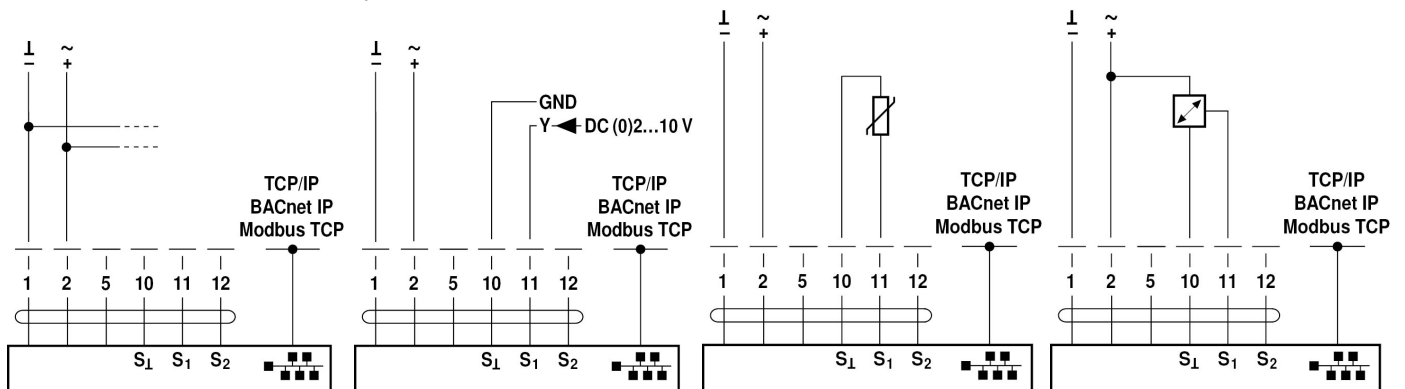 ⊥ ~
− +
TCP/IP
BACnet IP
Modbus TCP
1 2 5 10 11 12
S⊥ S1 S2
⊥ ~
− +
GND
Y DC (0)2...10 V
TCP/IP
BACnet IP
Modbus TCP
1 2 5 10 11 12
S⊥ S1 S2
⊥ ~
− +
TCP/IP
BACnet IP
Modbus TCP
1 2 5 10 11 12
S⊥ S1 S2
⊥ ~
− +
TCP/IP
BACnet IP
Modbus TCP
1 2 5 10 11 12
S⊥ S1 S2